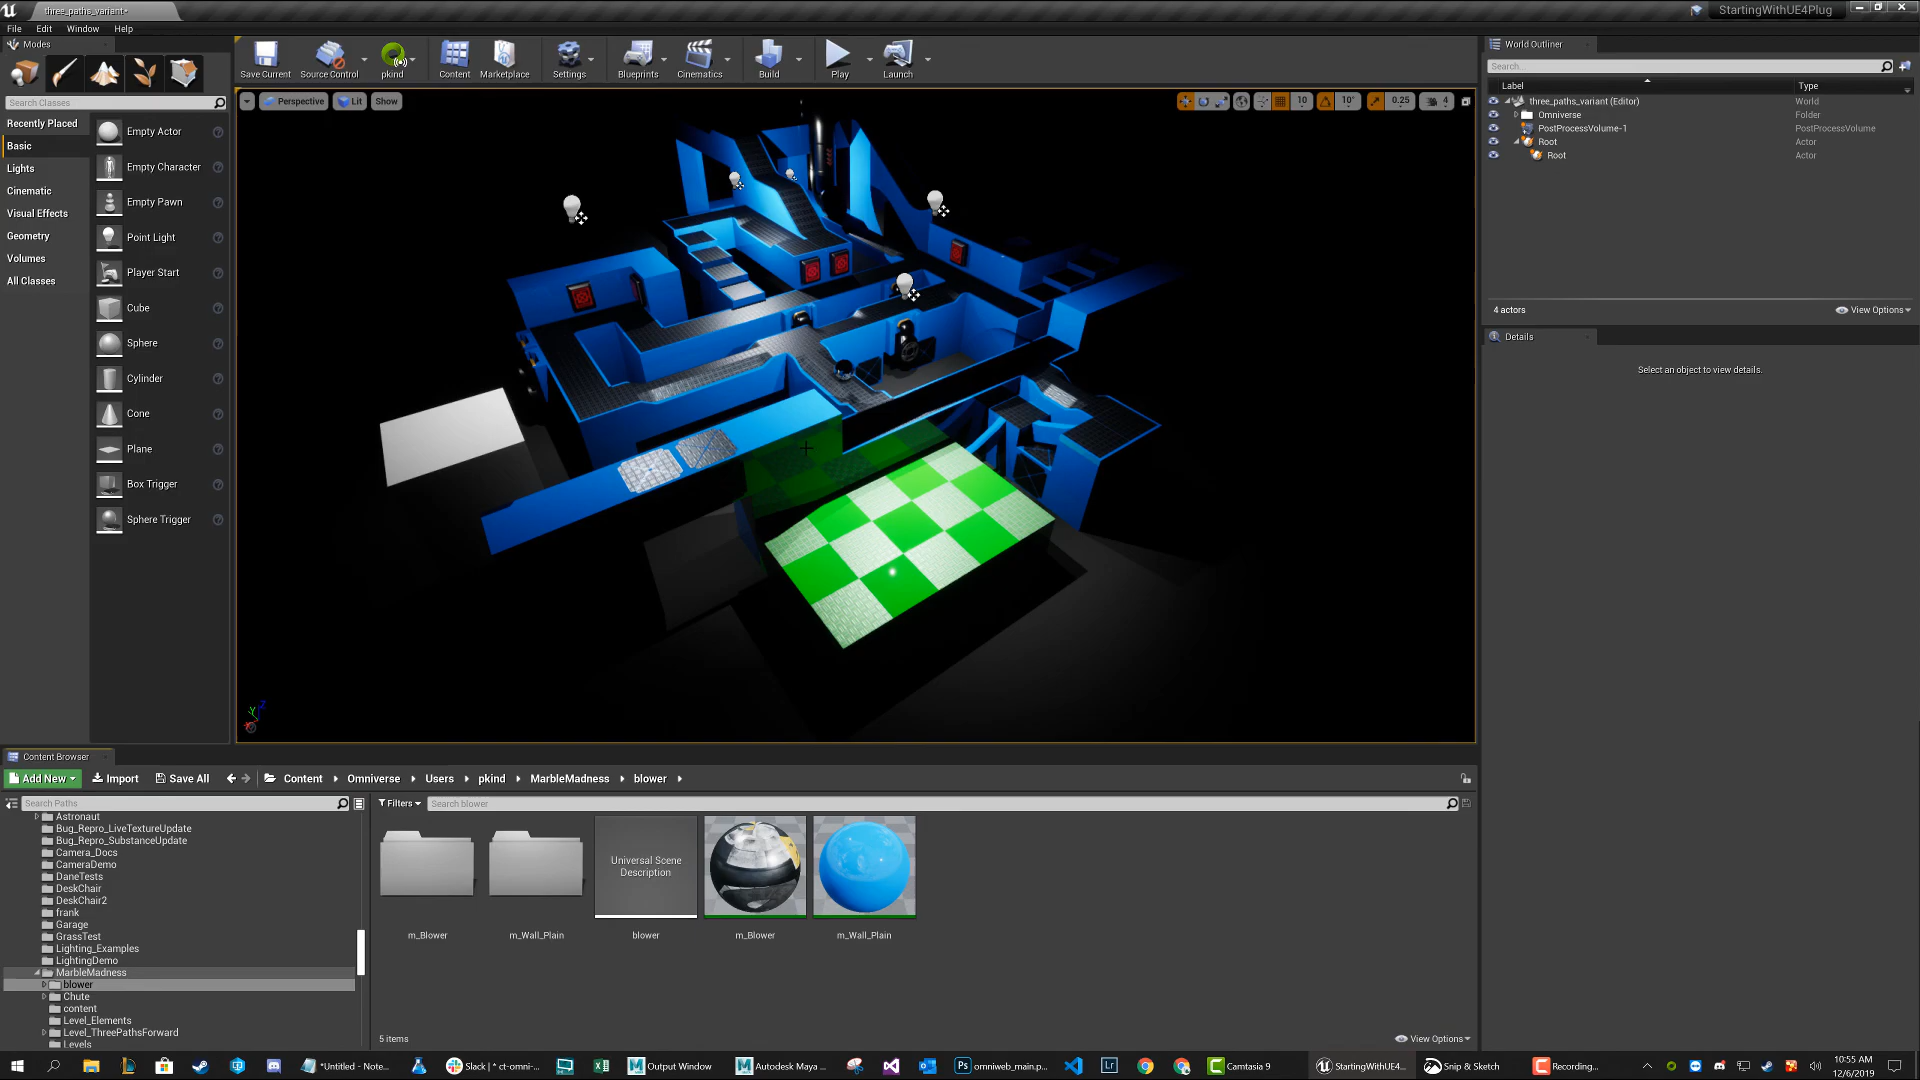 three_paths_variant*
StartingWithUE4Plug
File Edit Window Help
Modes
Save Current
Source Control
pkind
Content
Marketplace
Settings
Blueprints
Cinematics
Build
Play
Launch
Search Classes
Recently Placed
Basic
Lights
Cinematic
Visual Effects
Geometry
Volumes
All Classes
Empty Actor
Empty Character
Empty Pawn
Point Light
Player Start
Cube
Sphere
Cylinder
Cone
Plane
Box Trigger
Sphere Trigger
Perspective Lit Show
10 10° 0.25 4
World Outliner
Search...
Label Type
three_paths_variant (Editor) World
Omniverse Folder
PostProcessVolume-1 PostProcessVolume
Root Actor
Root Actor
4 actors View Options
Details
Select an object to view details.
Content Browser
Add New Import Save All Content Omniverse Users pkind MarbleMadness blower
Search Paths
Filters Search blower
Astronaut
Bug_Repro_LiveTextureUpdate
Bug_Repro_SubstanceUpdate
Camera_Docs
CameraDemo
DaneTests
DeskChair
DeskChair2
frank
Garage
GrassTest
Lighting_Examples
LightingDemo
MarbleMadness
blower
Chute
content
Level_Elements
Level_ThreePathsForward
Levels
Universal Scene
Description
m_Blower
m_Wall_Plain
blower
m_Blower
m_Wall_Plain
5 items View Options
*Untitled - Note...
Slack | * ct-omni-...
Output Window
Autodesk Maya ...
omniweb_main.p...
Camtasia 9
StartingWithUE4...
Snip & Sketch
Recording...
10:55 AM
12/6/2019